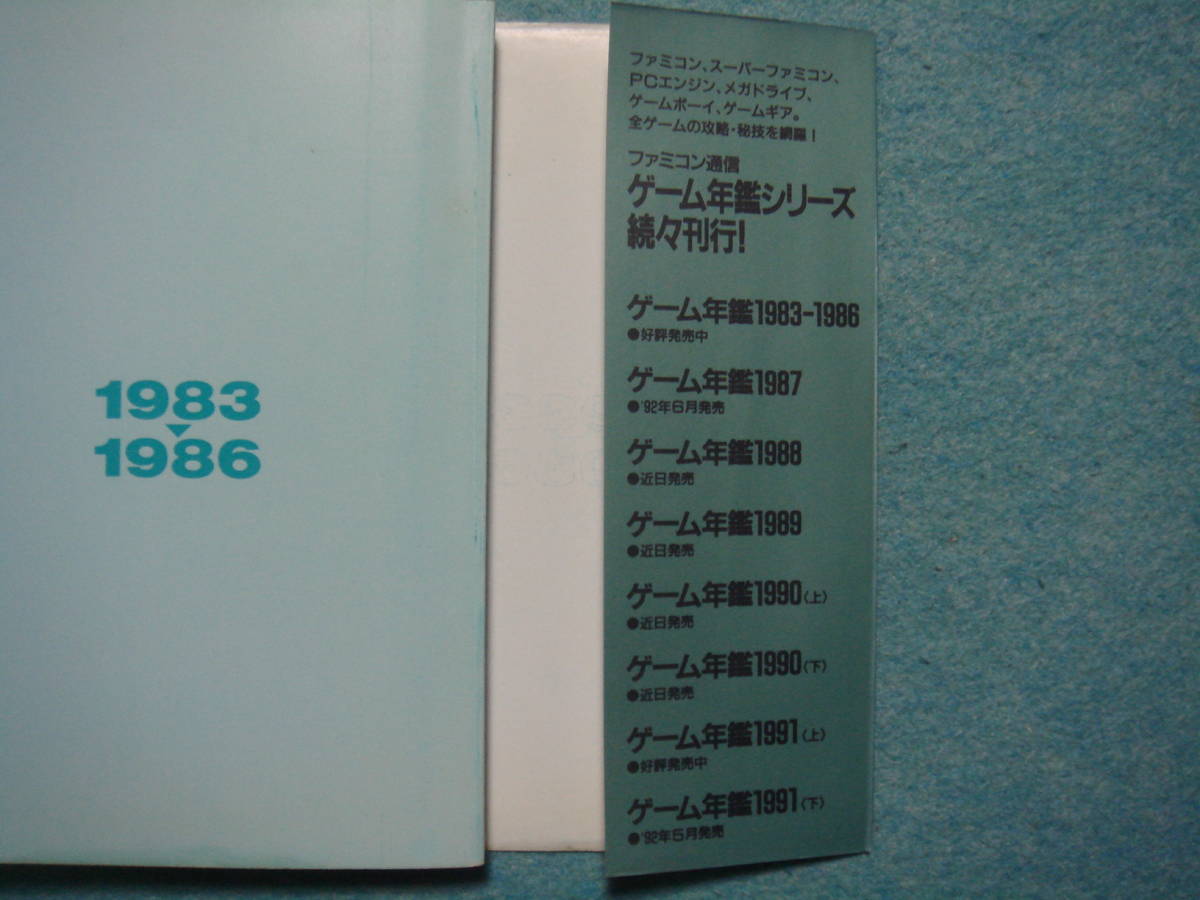 1983
▼
1986
ファミコン、スーパーファミコン、
PCエンジン、メガドライブ、
ゲームボーイ、ゲームギア。
全ゲームの攻略・秘技を網羅！
ファミコン通信
ゲーム年鑑シリーズ
続々刊行！
ゲーム年鑑1983-1986
●好評発売中
ゲーム年鑑1987
●'92年6月発売
ゲーム年鑑1988
●近日発売
ゲーム年鑑1989
●近日発売
ゲーム年鑑1990〈上〉
●近日発売
ゲーム年鑑1990〈下〉
●近日発売
ゲーム年鑑1991〈上〉
●好評発売中
ゲーム年鑑1991〈下〉
●'92年5月発売